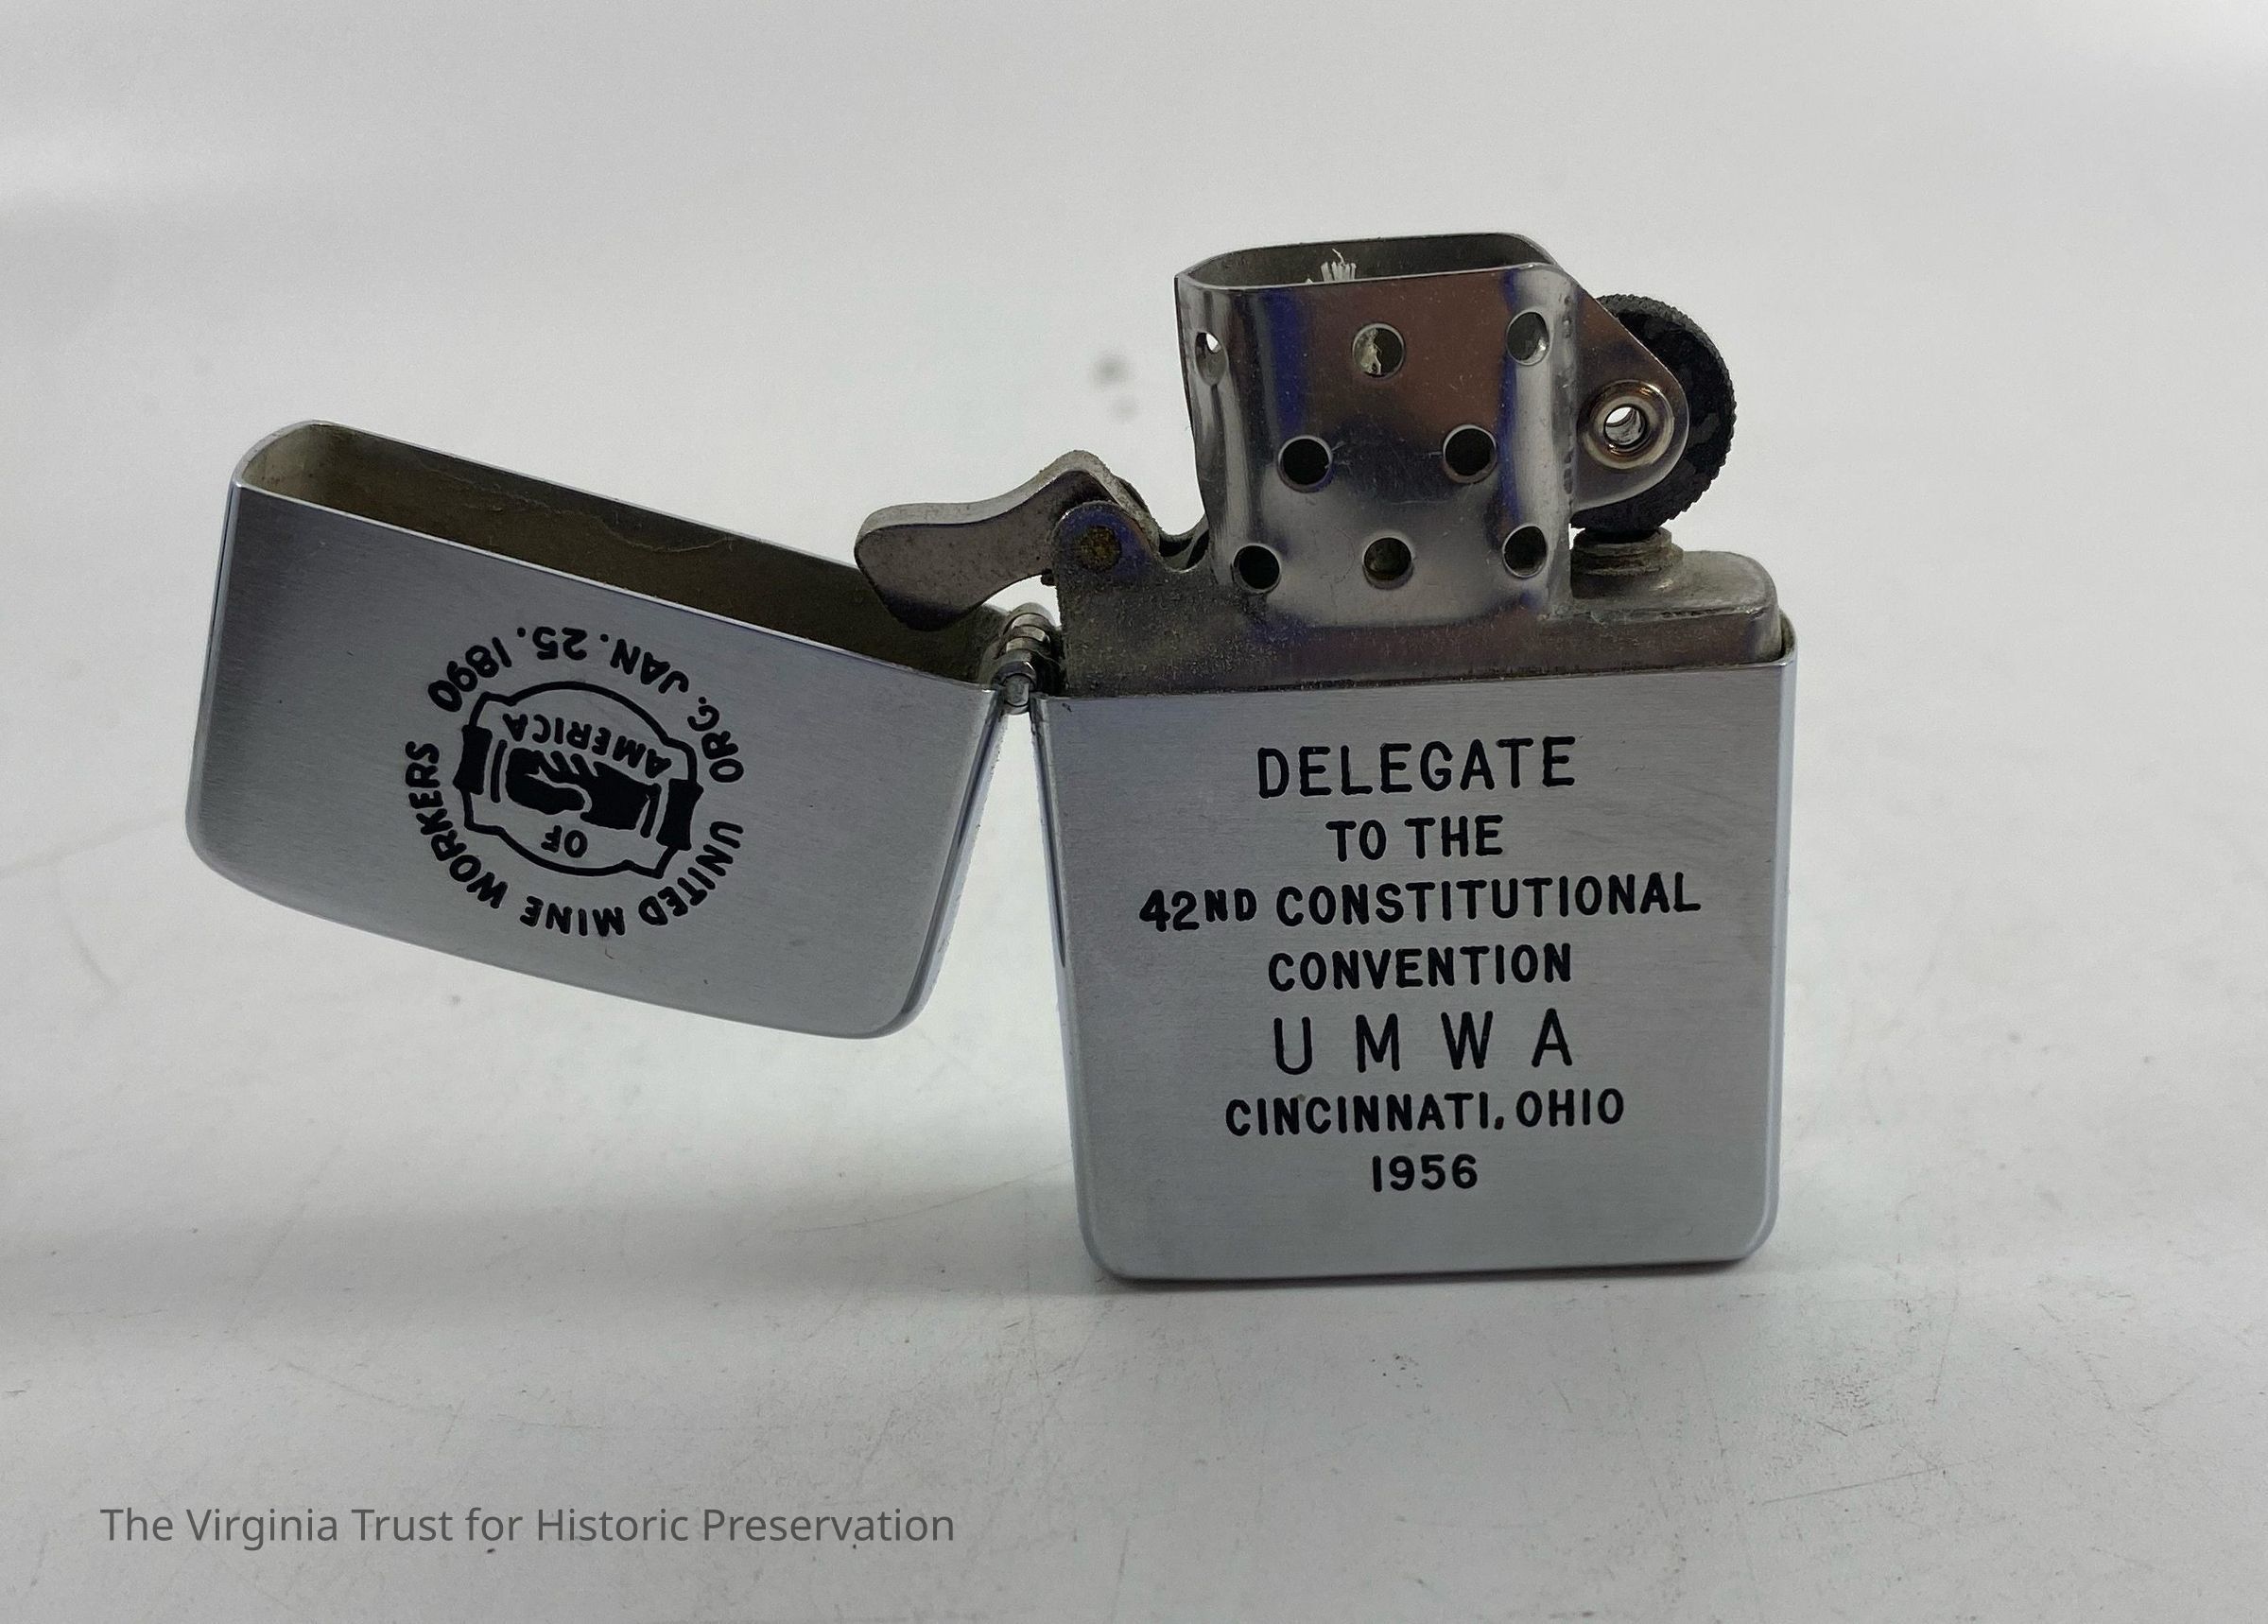 UNITED MINE WORKERS
OF
AMERICA
ORG. JAN. 25. 1890
DELEGATE
TO THE
42ND CONSTITUTIONAL
CONVENTION
U M W A
CINCINNATI, OHIO
1956
The Virginia Trust for Historic Preservation